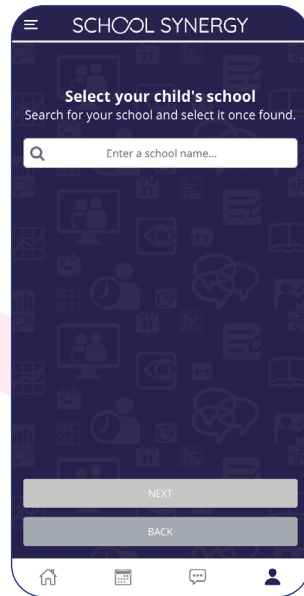 SCHOOL SYNERGY
Select your child's school
Search for your school and select it once found.
Enter a school name...
NEXT
BACK